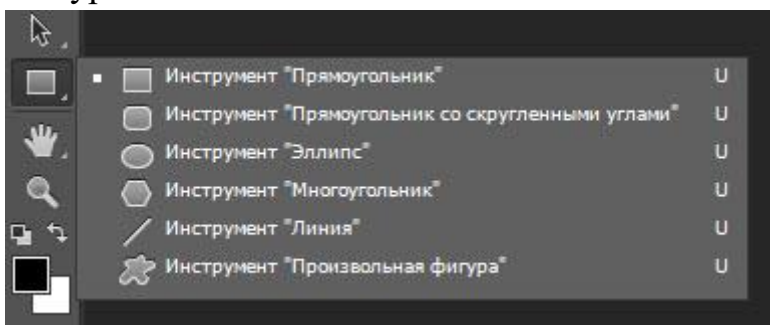 Инструмент "Прямоугольник" U
Инструмент "Прямоугольник со скругленными углами" U
Инструмент "Эллипс" U
Инструмент "Многоугольник" U
Инструмент "Линия" U
Инструмент "Произвольная фигура" U